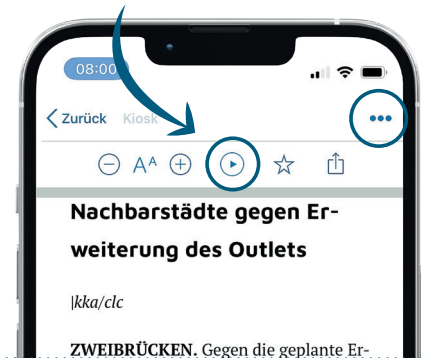 08:00
Zurück Kiosk
AA
Nachbarstädte gegen Er-
weiterung des Outlets
|kka/clc
ZWEIBRÜCKEN. Gegen die geplante Er-